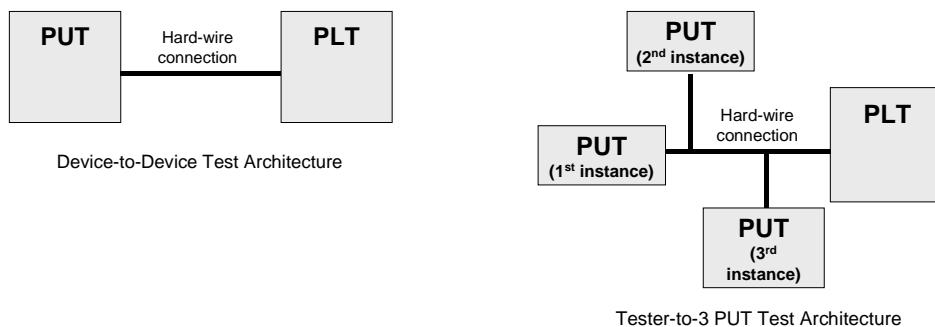 PUT
Hard-wire
connection
PLT
Device-to-Device Test Architecture
PUT
(2nd instance)
Hard-wire
connection
PLT
PUT
(1st instance)
PUT
(3rd
instance)
Tester-to-3 PUT Test Architecture